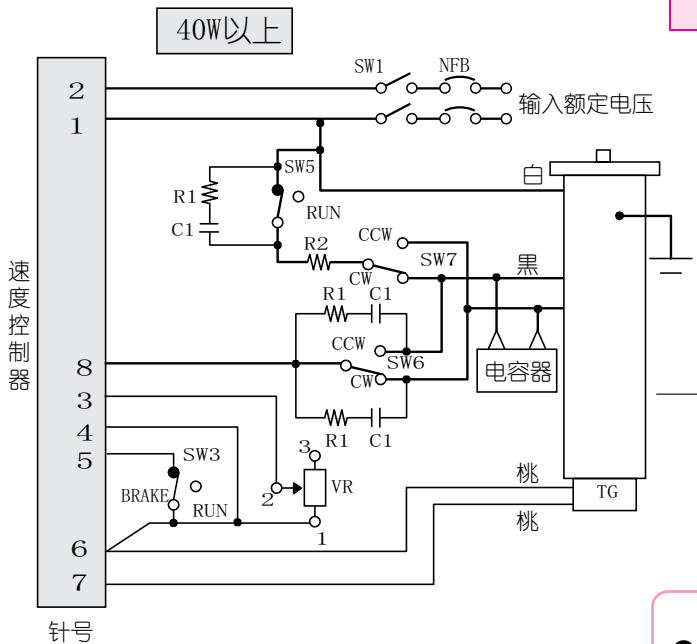 40W以上
SW1
NFB
2
1
输入额定电压
SW5
白
R1
RUN
C1
CCW
R2
SW7
黑
CW
速度控制器
R1
C1
CCW
SW6
8
CW
电容器
3
4
R1
C1
5
SW3
3
桃
BRAKE
2
VR
TG
RUN
桃
1
6
7
针号